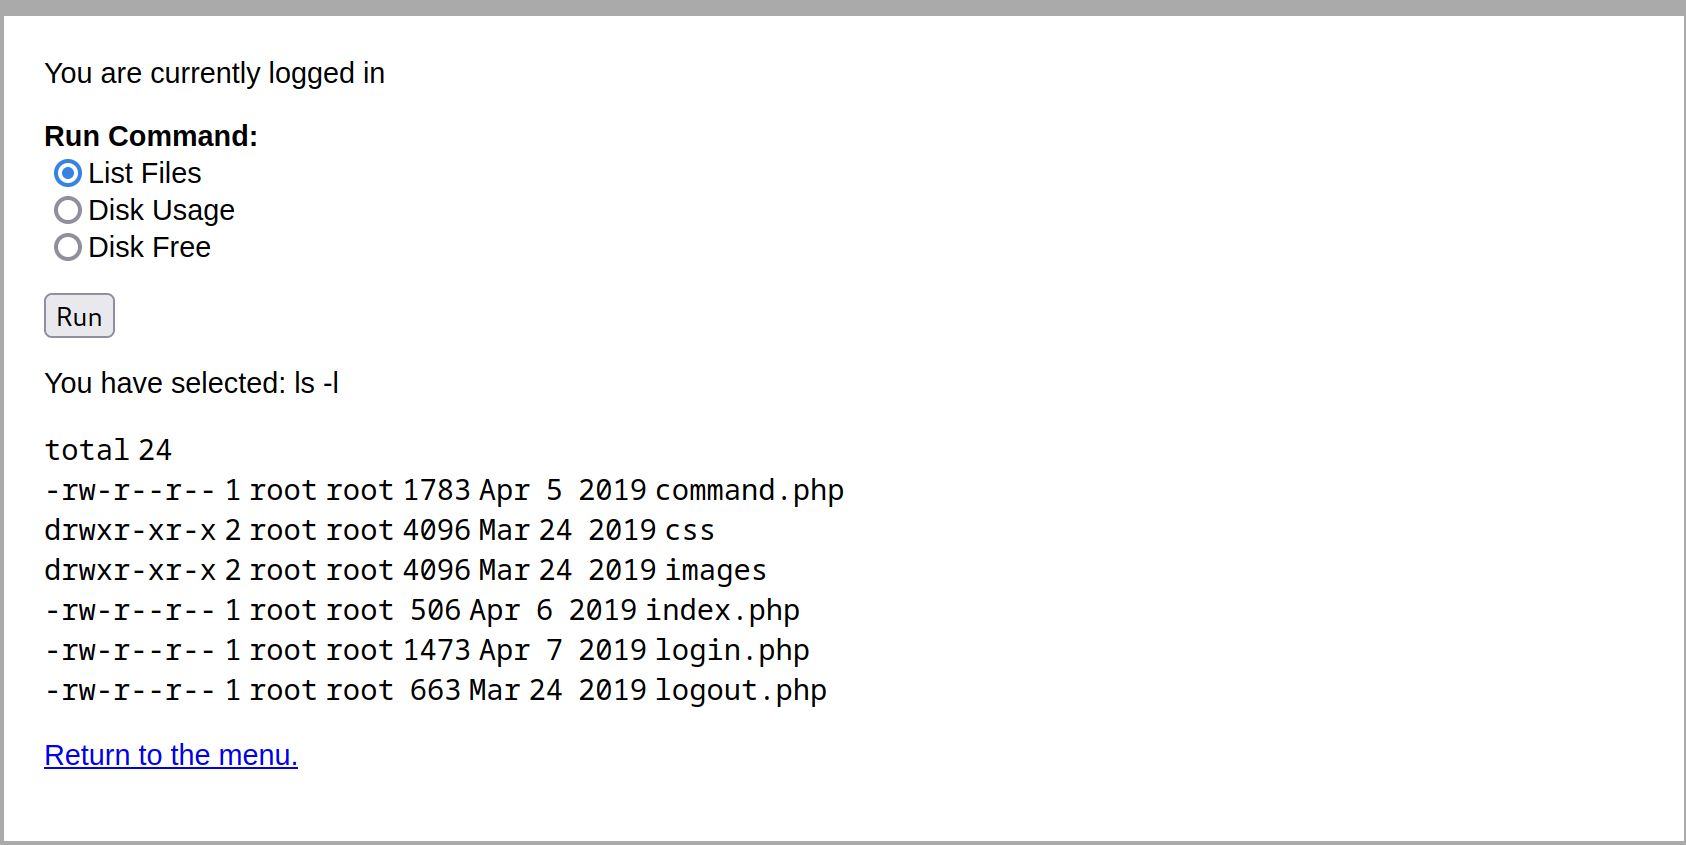 You are currently logged in
Run Command:
List Files
Disk Usage
Disk Free
Run
You have selected: ls -l
total 24
-rw-r--r-- 1 root root 1783 Apr  5  2019 command.php
drwxr-xr-x 2 root root 4096 Mar 24  2019 css
drwxr-xr-x 2 root root 4096 Mar 24  2019 images
-rw-r--r-- 1 root root  506 Apr  6  2019 index.php
-rw-r--r-- 1 root root 1473 Apr  7  2019 login.php
-rw-r--r-- 1 root root  663 Mar 24  2019 logout.php
Return to the menu.